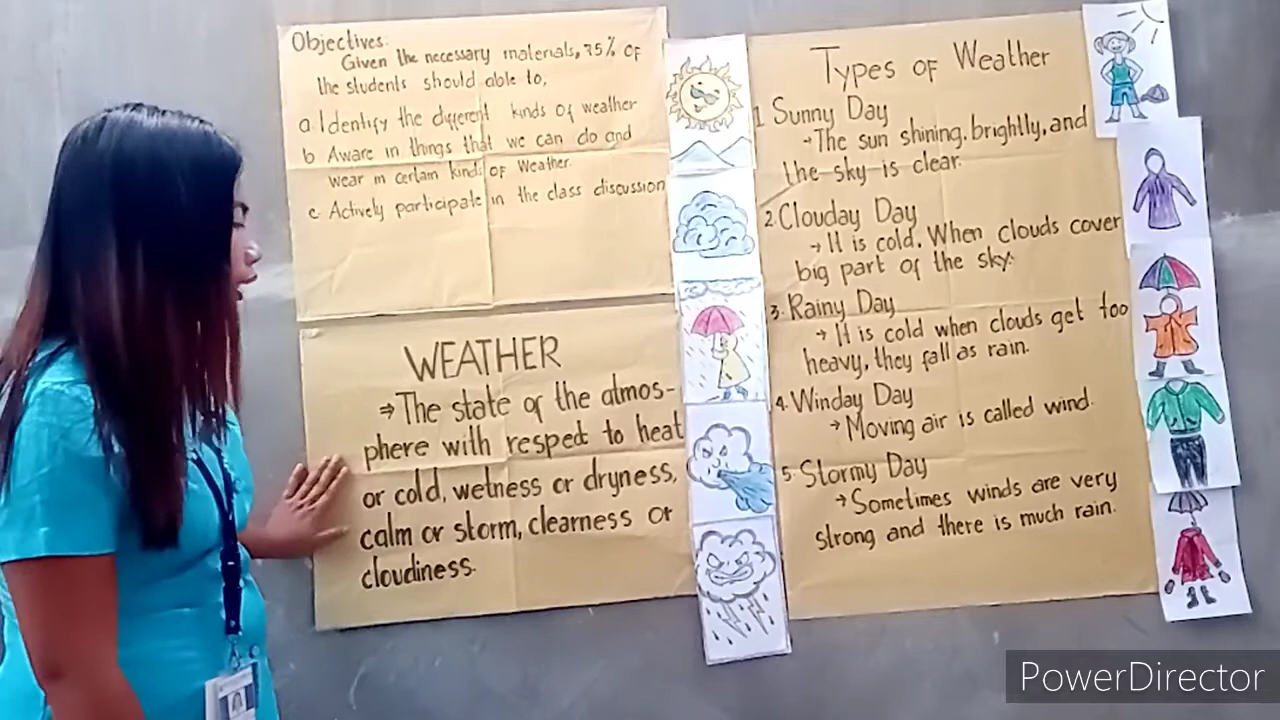 Objectives:
Given the necessary materials, 75% of
the students should able to,
a. Identify the different kinds of weather
b Aware in things that we can do and
wear in certain kinds of Weather.
c. Actively participate in the class discussion
WEATHER
⇒The state of the atmos-
phere with respect to heat
or cold, wetness or dryness,
calm or storm, clearness or
cloudiness.
Types of Weather
1 Sunny Day
→The sun shining, brightlly, and
the sky is clear.
2. Clouday Day
→ It is cold. When clouds cover
big part of the sky.
3. Rainy Day
→ It is cold when clouds get too
heavy, they fall as rain.
4. Winday Day
→Moving air is called wind.
5. Stormy Day
→Sometimes winds are very
strong and there is much rain.
PowerDirector